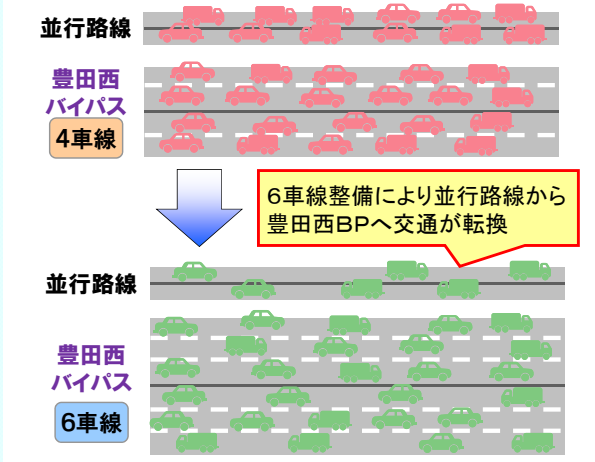 並行路線
豊田西
バイパス
4車線
6車線整備により並行路線から
豊田西BPへ交通が転換
並行路線
豊田西
バイパス
6車線